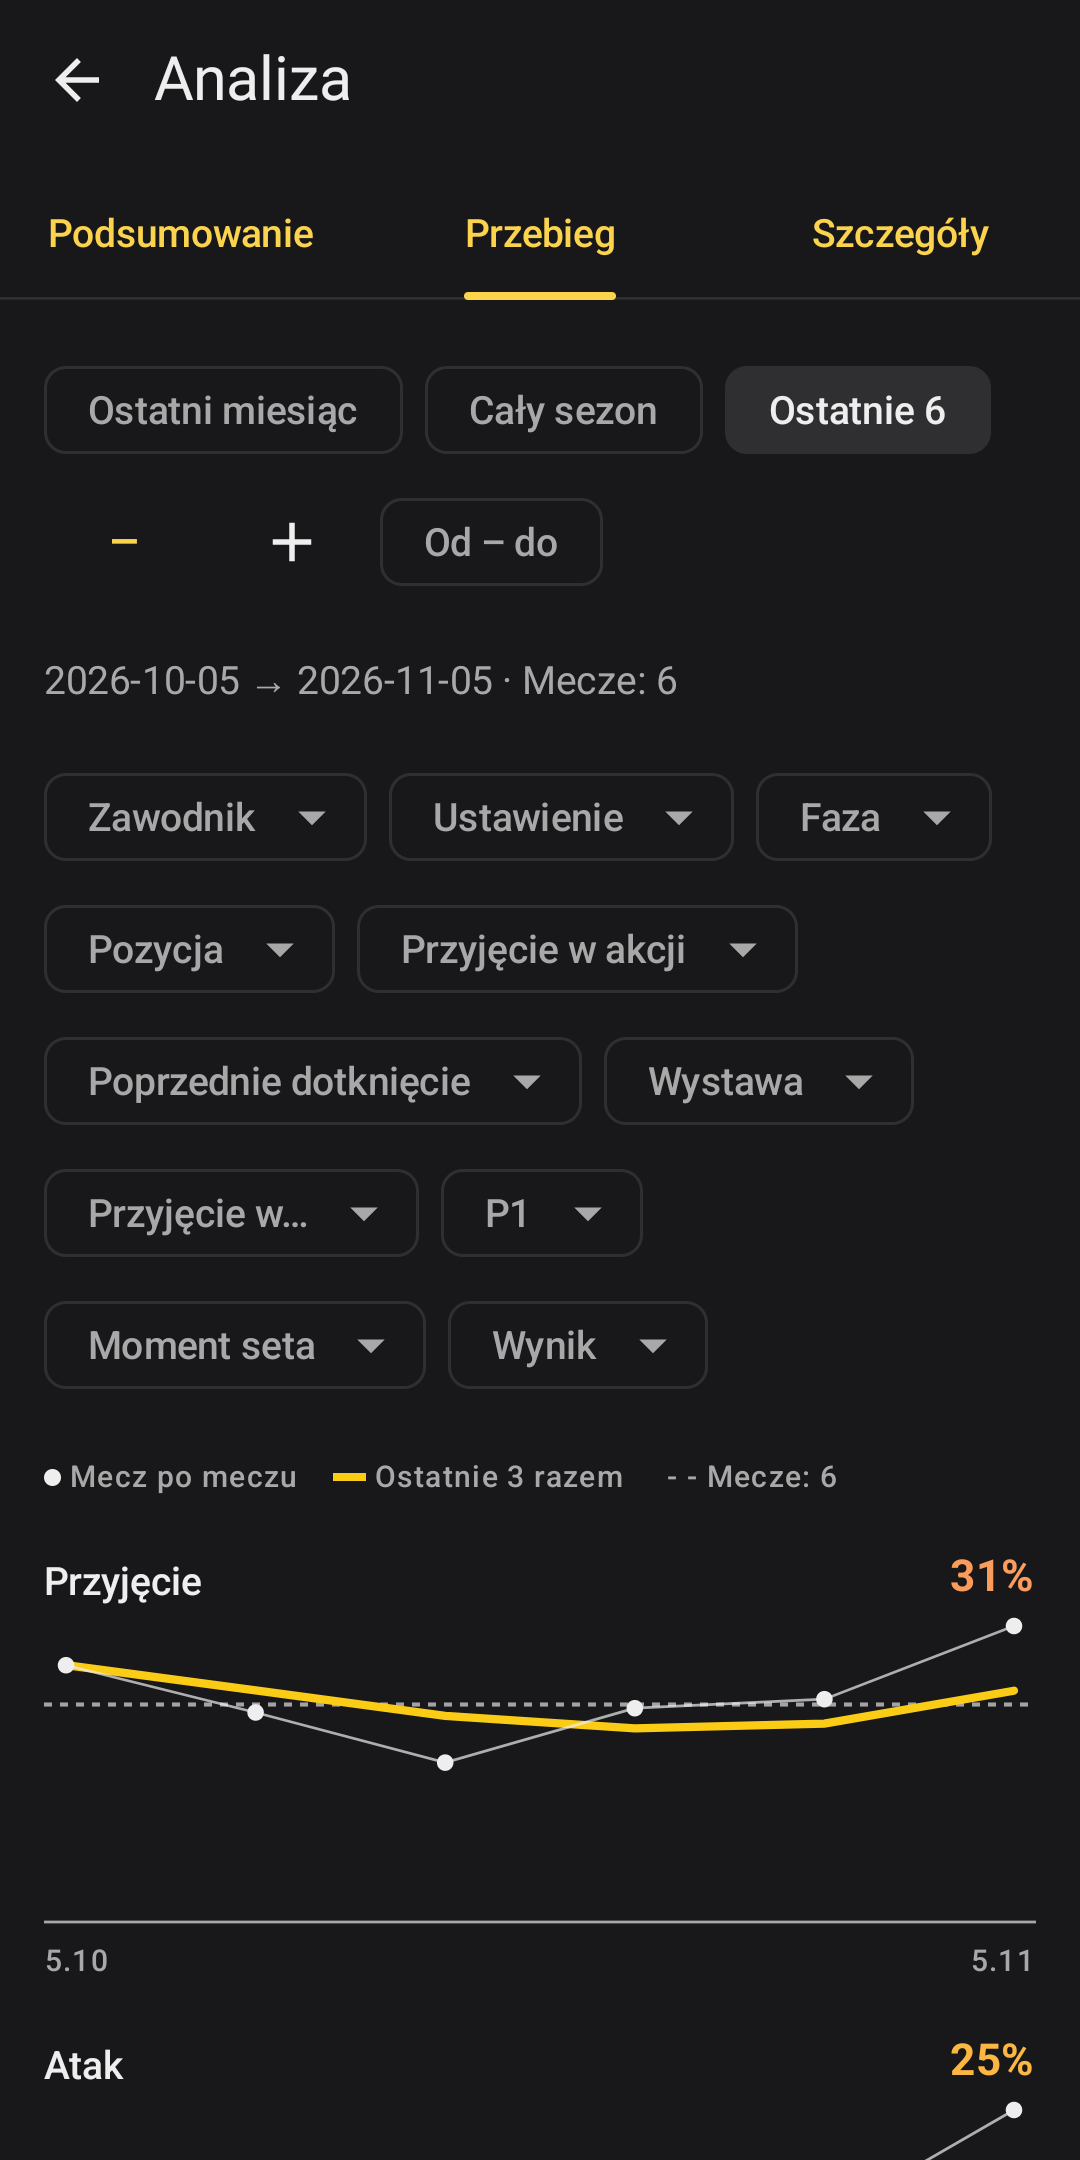 Analiza
Podsumowanie Przebieg Szczegóły
Ostatni miesiąc Cały sezon Ostatnie 6
− + Od – do
2026-10-05 → 2026-11-05 · Mecze: 6
Zawodnik Ustawienie Faza
Pozycja Przyjęcie w akcji
Poprzednie dotknięcie Wystawa
Przyjęcie w... P1
Moment seta Wynik
Mecz po meczu Ostatnie 3 razem - - Mecze: 6
Przyjęcie 31%
5.10 5.11
Atak 25%